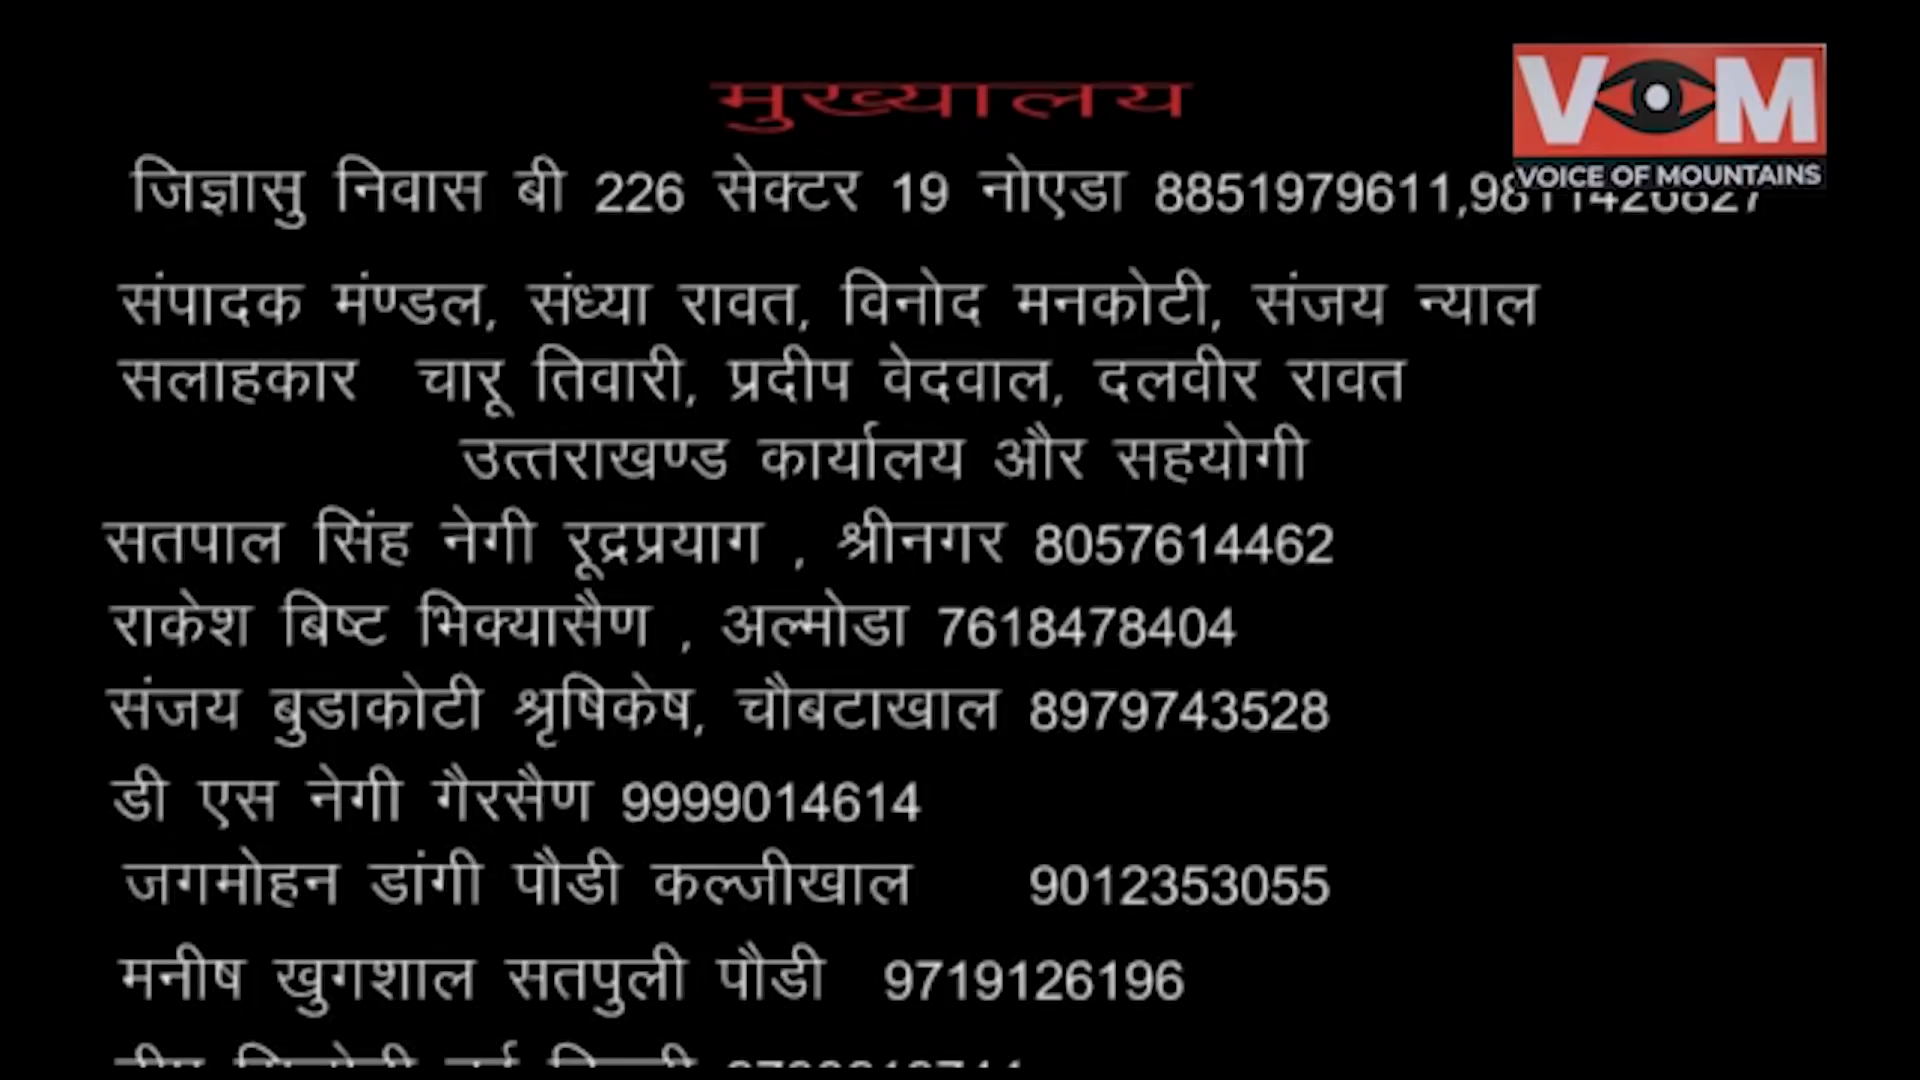 मुख्यालय
VOM
VOICE OF MOUNTAINS
जिज्ञासु निवास बी 226 सेक्टर 19 नोएडा 8851979611,
संपादक मंण्डल, संध्या रावत, विनोद मनकोटी, संजय न्याल
सलाहकार चारू तिवारी, प्रदीप वेदवाल, दलवीर रावत
उत्तराखण्ड कार्यालय और सहयोगी
सतपाल सिंह नेगी रूद्रप्रयाग , श्रीनगर 8057614462
राकेश बिष्ट भिक्यासैण , अल्मोडा 7618478404
संजय बुडाकोटी श्रृषिकेष, चौबटाखाल 8979743528
डी एस नेगी गैरसैण 9999014614
जगमोहन डांगी पौडी कल्जीखाल 9012353055
मनीष खुगशाल सतपुली पौडी 9719126196